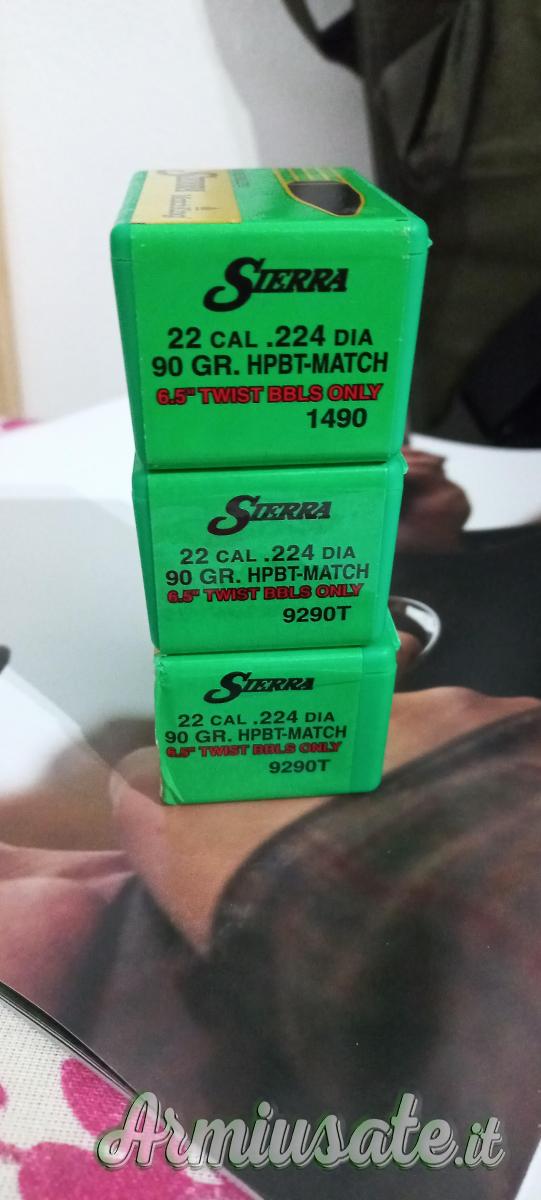 SIERRA
22 CAL .224 DIA
90 GR. HPBT-MATCH
6.5" TWIST BBLS ONLY
1490
SIERRA
22 CAL .224 DIA
90 GR. HPBT-MATCH
6.5" TWIST BBLS ONLY
9290T
SIERRA
22 CAL .224 DIA
90 GR. HPBT-MATCH
6.5" TWIST BBLS ONLY
9290T
Armiusate.it